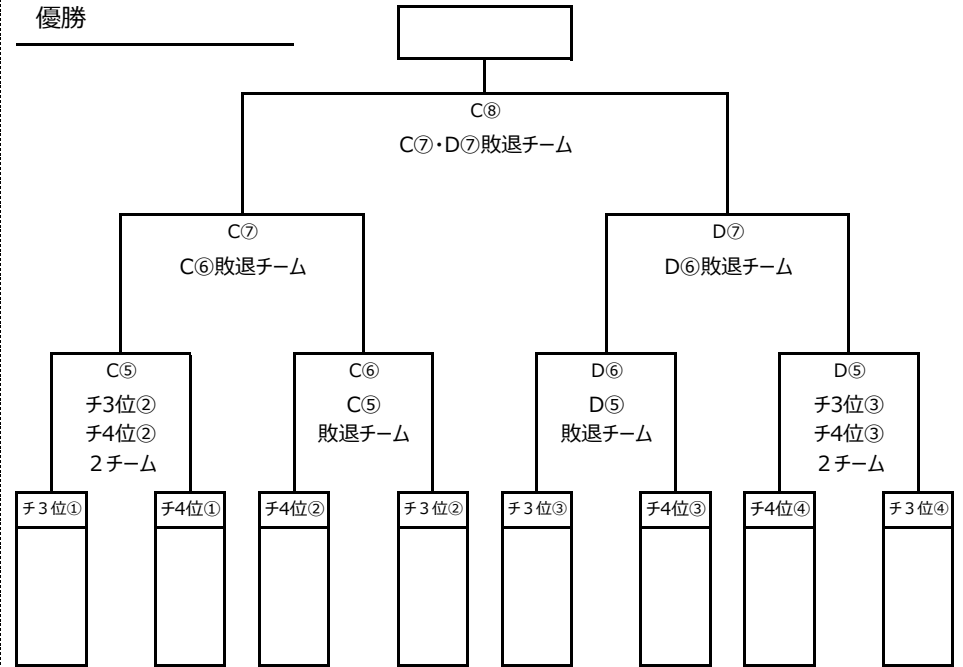 優勝
C⑧
C⑦・D⑦敗退チーム
C⑦
C⑥敗退チーム
D⑦
D⑥敗退チーム
C⑤
チ3位②
チ4位②
２チーム
C⑥
C⑤
敗退チーム
D⑥
D⑤
敗退チーム
D⑤
チ3位③
チ4位③
２チーム
チ３位①
チ4位①
チ4位②
チ３位②
チ３位③
チ4位③
チ4位④
チ３位④